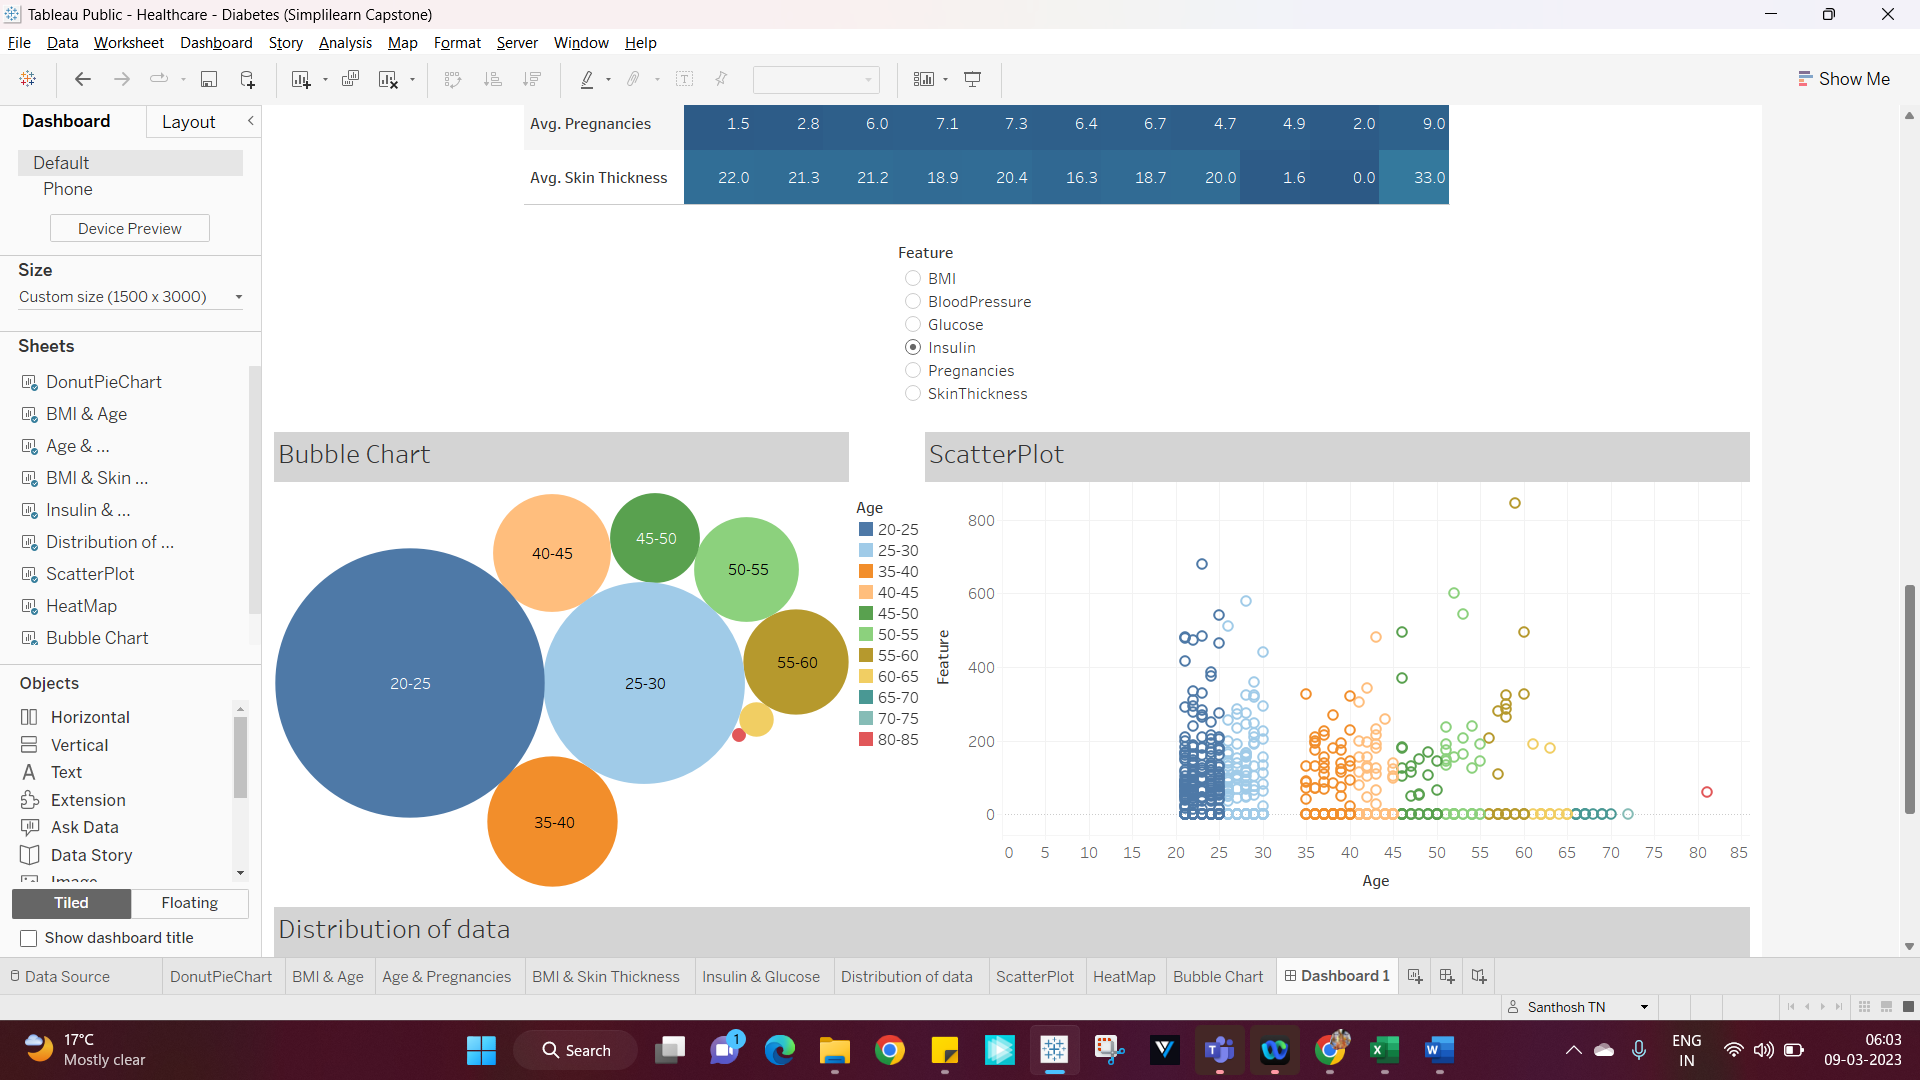 Tableau Public - Healthcare - Diabetes (Simplilearn Capstone)
File Data Worksheet Dashboard Story Analysis Map Format Server Window Help
Show Me
Dashboard Layout
Default
Phone
Device Preview
Size
Custom size (1500 x 3000)
Sheets
DonutPieChart
BMI & Age
Age & ...
BMI & Skin ...
Insulin & ...
Distribution of ...
ScatterPlot
HeatMap
Bubble Chart
Objects
Horizontal
Vertical
Text
Extension
Ask Data
Data Story
Image
Tiled Floating
Show dashboard title
Avg. Pregnancies 1.5 2.8 6.0 7.1 7.3 6.4 6.7 4.7 4.9 2.0 9.0
Avg. Skin Thickness 22.0 21.3 21.2 18.9 20.4 16.3 18.7 20.0 1.6 0.0 33.0
Feature
BMI
BloodPressure
Glucose
Insulin
Pregnancies
SkinThickness
Bubble Chart
40-45
45-50
50-55
20-25
25-30
55-60
35-40
Age
20-25
25-30
35-40
40-45
45-50
50-55
55-60
60-65
65-70
70-75
80-85
ScatterPlot
Feature
800
600
400
200
0
0 5 10 15 20 25 30 35 40 45 50 55 60 65 70 75 80 85
Age
Distribution of data
Data Source DonutPieChart BMI & Age Age & Pregnancies BMI & Skin Thickness Insulin & Glucose Distribution of data ScatterPlot HeatMap Bubble Chart Dashboard 1
Santhosh TN
17°C
Mostly clear
Search
1
ENG
IN
06:03
09-03-2023